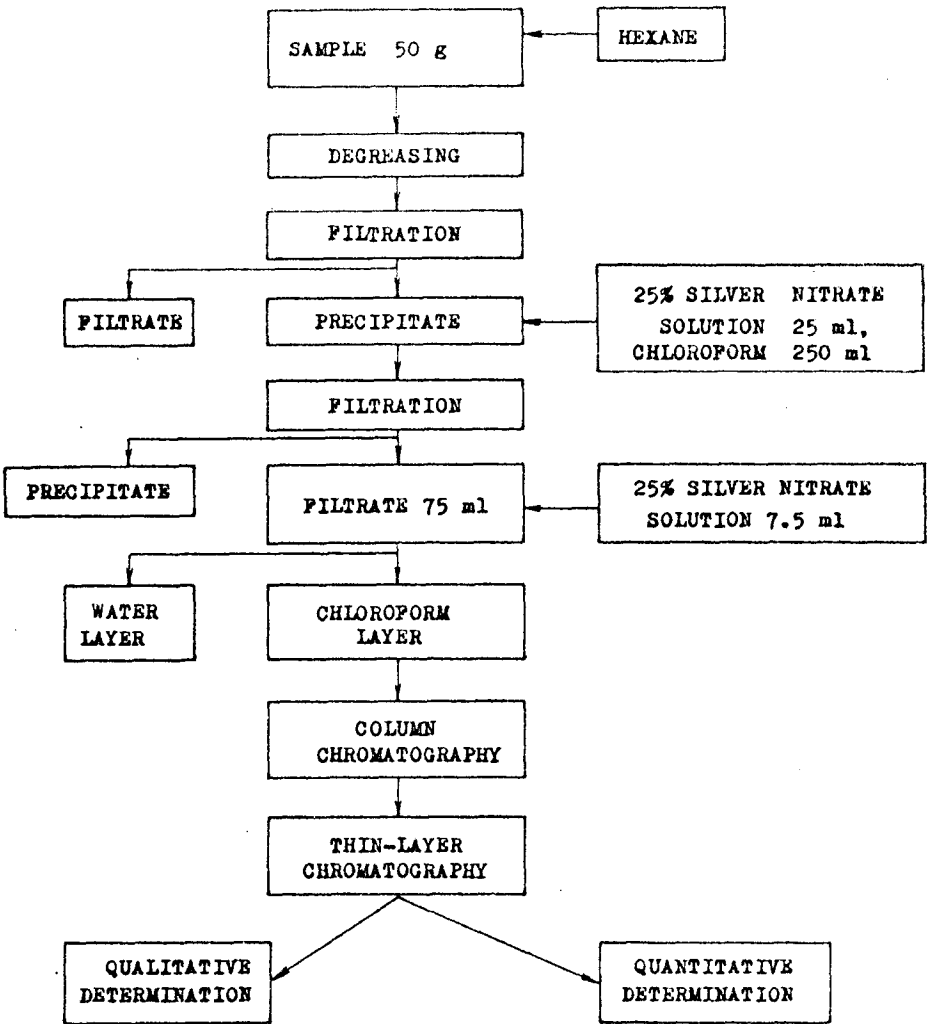 SAMPLE 50 g
HEXANE
DEGREASING
FILTRATION
FILTRATE
PRECIPITATE
25% SILVER NITRATE
SOLUTION 25 ml,
CHLOROFORM 250 ml
FILTRATION
PRECIPITATE
FILTRATE 75 ml
25% SILVER NITRATE
SOLUTION 7.5 ml
WATER
LAYER
CHLOROFORM
LAYER
COLUMN
CHROMATOGRAPHY
THIN-LAYER
CHROMATOGRAPHY
QUALITATIVE
DETERMINATION
QUANTITATIVE
DETERMINATION